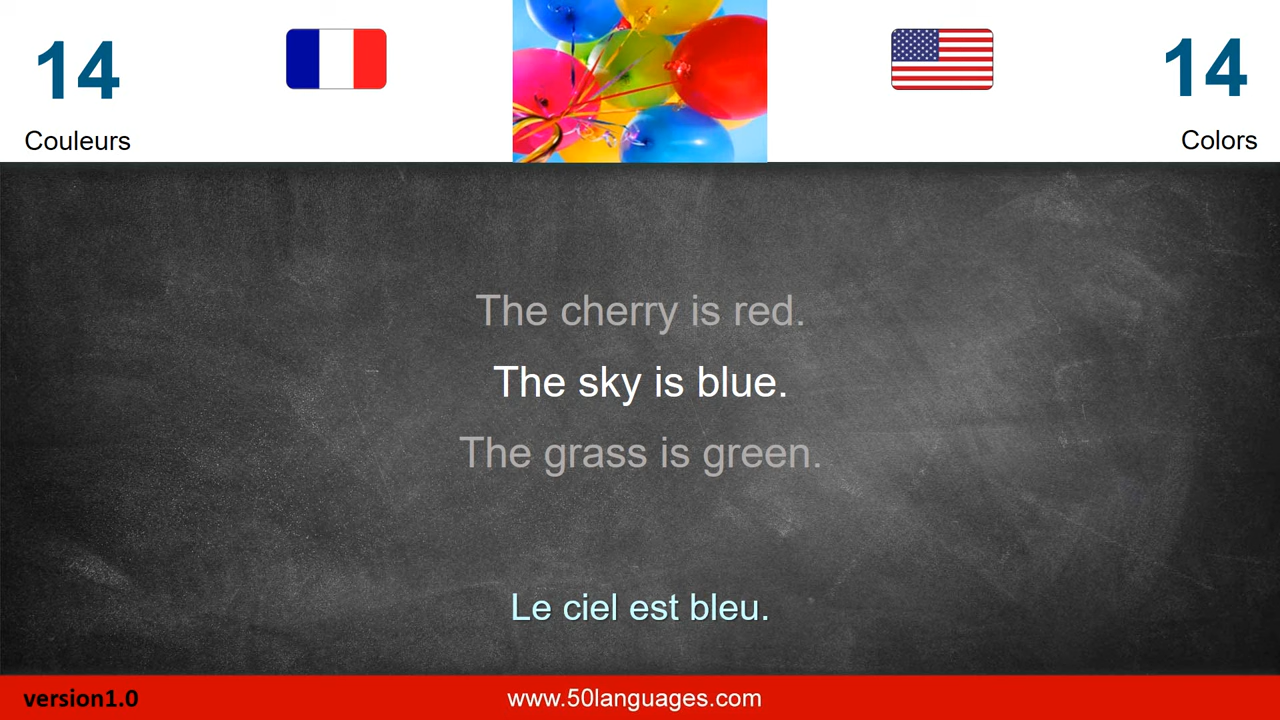 14
14
Couleurs
Colors
The cherry is red.
The sky is blue.
The grass is green.
Le ciel est bleu.
version1.0
www.50languages.com